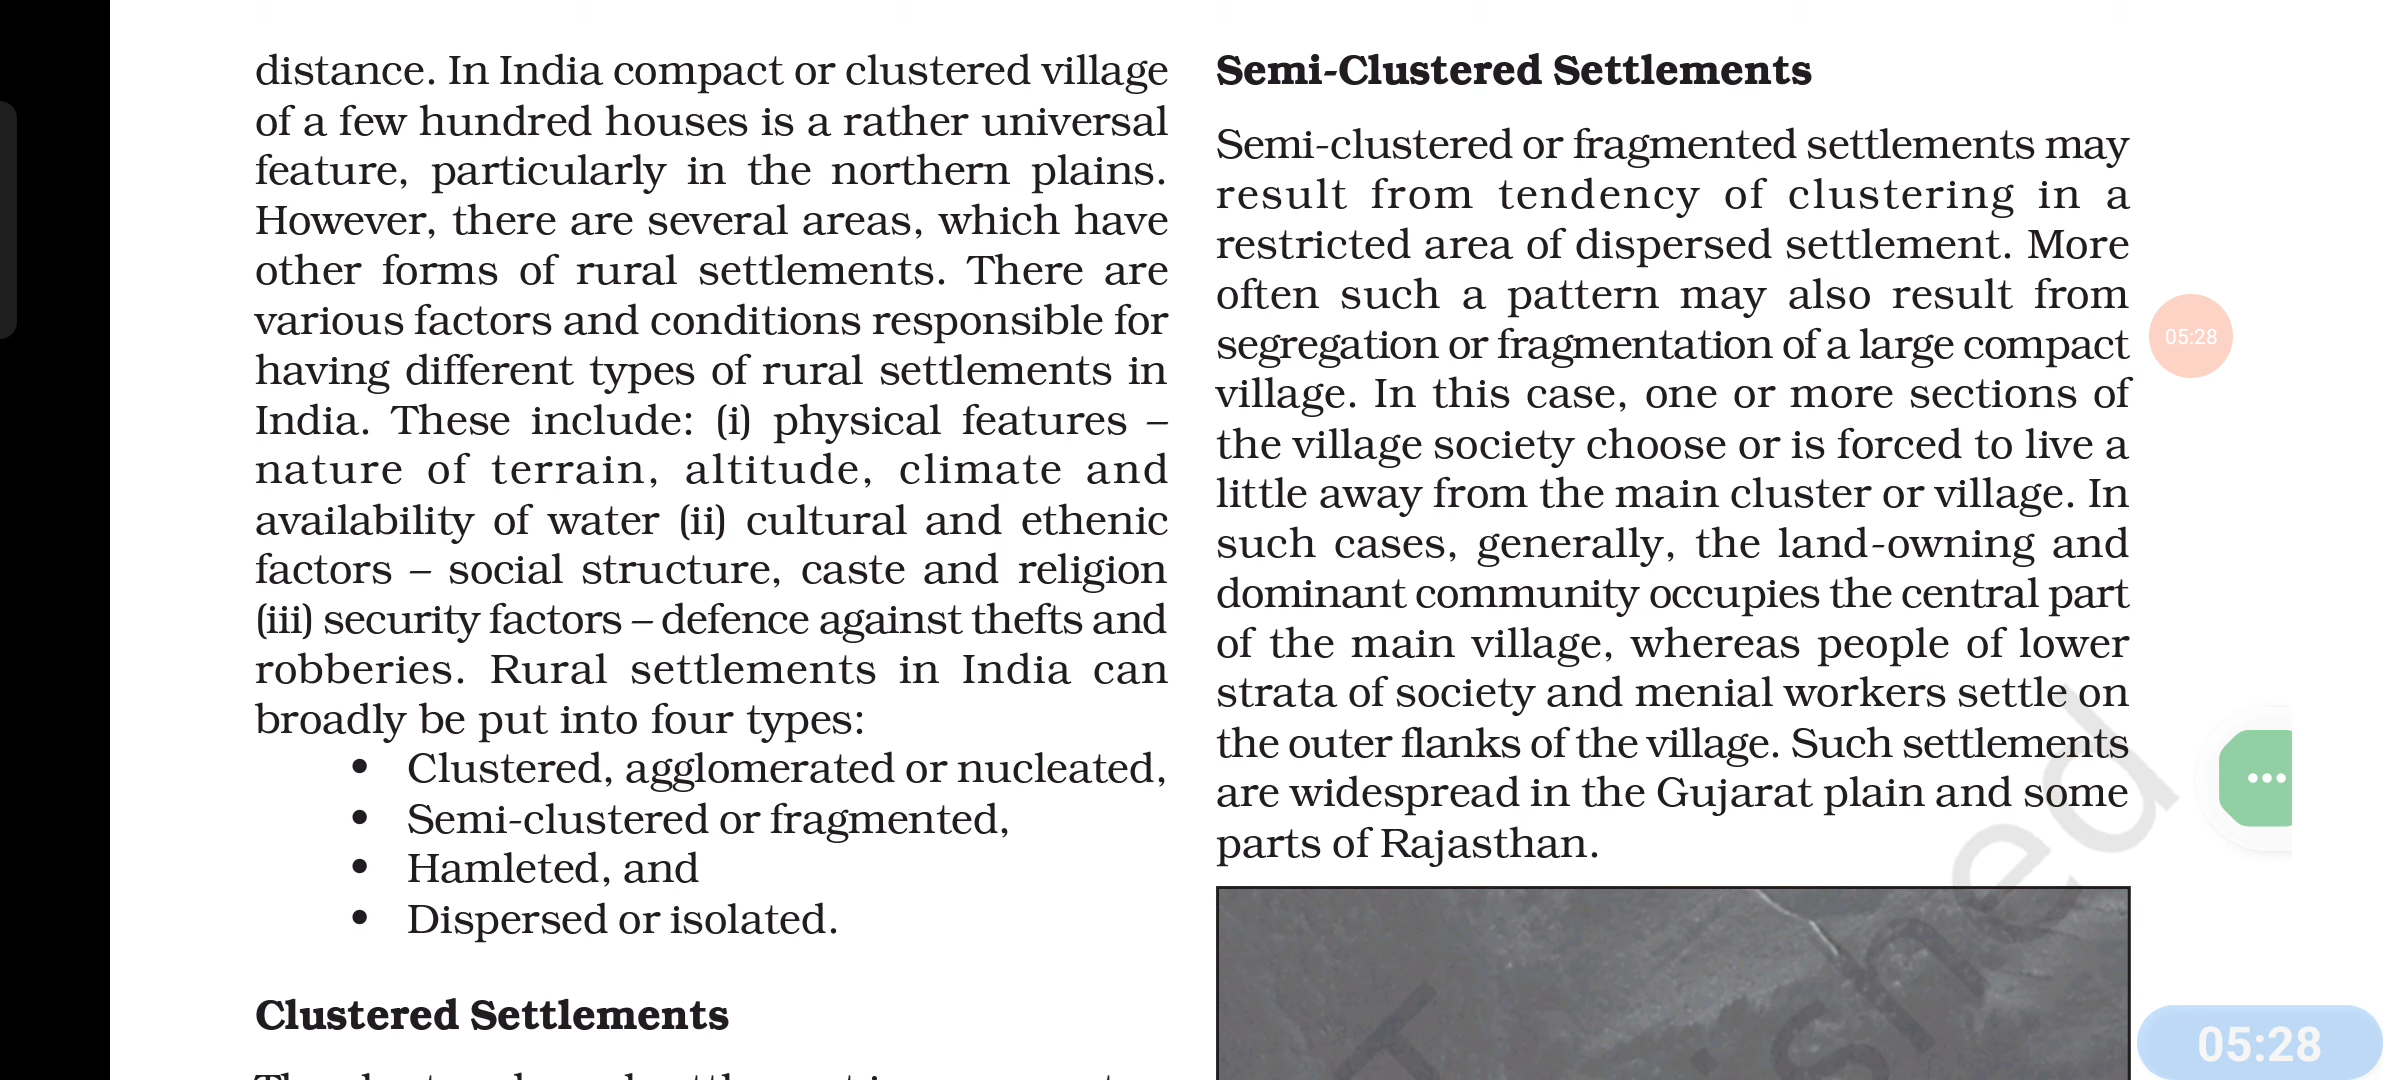 distance. In India compact or clustered village
of a few hundred houses is a rather universal
feature, particularly in the northern plains.
However, there are several areas, which have
other forms of rural settlements. There are
various factors and conditions responsible for
having different types of rural settlements in
India. These include: (i) physical features –
nature of terrain, altitude, climate and
availability of water (ii) cultural and ethenic
factors – social structure, caste and religion
(iii) security factors – defence against thefts and
robberies. Rural settlements in India can
broadly be put into four types:
• Clustered, agglomerated or nucleated,
• Semi-clustered or fragmented,
• Hamleted, and
• Dispersed or isolated.
Clustered Settlements
Semi-Clustered Settlements
Semi-clustered or fragmented settlements may
result from tendency of clustering in a
restricted area of dispersed settlement. More
often such a pattern may also result from
segregation or fragmentation of a large compact
village. In this case, one or more sections of
the village society choose or is forced to live a
little away from the main cluster or village. In
such cases, generally, the land-owning and
dominant community occupies the central part
of the main village, whereas people of lower
strata of society and menial workers settle on
the outer flanks of the village. Such settlements
are widespread in the Gujarat plain and some
parts of Rajasthan.
05:28
05:28